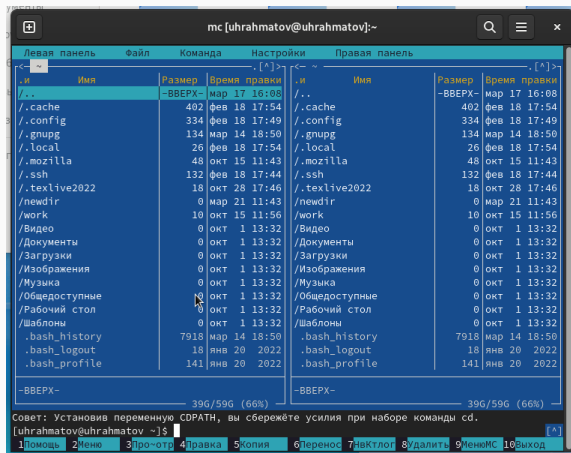 mc [uhrahmatov@uhrahmatov]:~
Левая панель Файл Команда Настройки Правая панель
<— ~ .[^]> <— ~ .[^]>
.и Имя Размер Время правки .и Имя Размер Время правки
/.. -ВВЕРХ- мар 17 16:08 /.. -ВВЕРХ- мар 17 16:08
/.cache 402 фев 18 17:54 /.cache 402 фев 18 17:54
/.config 334 фев 18 17:49 /.config 334 фев 18 17:49
/.gnupg 134 мар 14 18:50 /.gnupg 134 мар 14 18:50
/.local 26 фев 18 17:54 /.local 26 фев 18 17:54
/.mozilla 48 окт 15 11:43 /.mozilla 48 окт 15 11:43
/.ssh 132 фев 18 17:44 /.ssh 132 фев 18 17:44
/.texlive2022 18 окт 28 17:46 /.texlive2022 18 окт 28 17:46
/newdir 0 мар 21 11:43 /newdir 0 мар 21 11:43
/work 10 окт 15 11:56 /work 10 окт 15 11:56
/Видео 0 окт 1 13:32 /Видео 0 окт 1 13:32
/Документы 0 окт 1 13:32 /Документы 0 окт 1 13:32
/Загрузки 0 окт 1 13:32 /Загрузки 0 окт 1 13:32
/Изображения 0 окт 1 13:32 /Изображения 0 окт 1 13:32
/Музыка 0 окт 1 13:32 /Музыка 0 окт 1 13:32
/Общедоступные 0 окт 1 13:32 /Общедоступные 0 окт 1 13:32
/Рабочий стол 0 окт 1 13:32 /Рабочий стол 0 окт 1 13:32
/Шаблоны 0 окт 1 13:32 /Шаблоны 0 окт 1 13:32
.bash_history 7918 мар 14 18:50 .bash_history 7918 мар 14 18:50
.bash_logout 18 янв 20 2022 .bash_logout 18 янв 20 2022
.bash_profile 141 янв 20 2022 .bash_profile 141 янв 20 2022
-ВВЕРХ- -ВВЕРХ-
39G/59G (66%) 39G/59G (66%)
Совет: Установив переменную CDPATH, вы сбережёте усилия при наборе команды cd.
[uhrahmatov@uhrahmatov ~]$ [^]
1Помощь 2Меню 3Про~отр 4Правка 5Копия 6Перенос 7НвКтлог 8Удалить 9МенюМС 10Выход